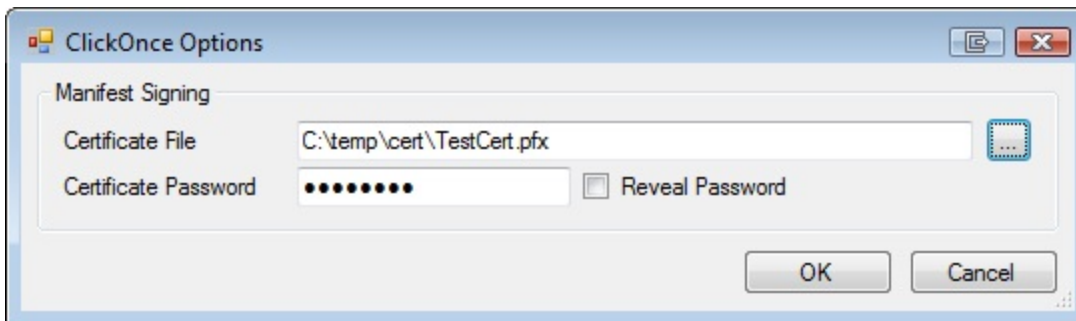 ClickOnce Options
Manifest Signing
Certificate File C:\temp\cert\TestCert.pfx ...
Certificate Password ●●●●●●●● Reveal Password
OK Cancel